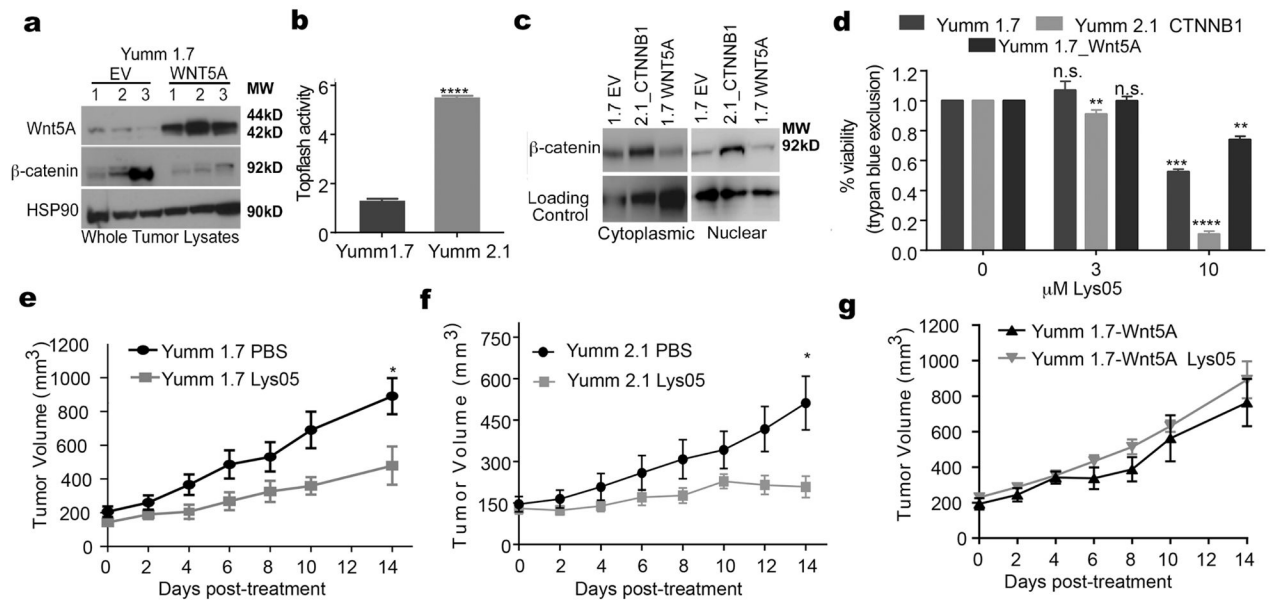 a
Yumm 1.7
EV WNT5A
1 2 3 1 2 3 MW
Wnt5A 44kD
42kD
β-catenin 92kD
HSP90 90kD
Whole Tumor Lysates
b
Topflash activity
6
4
2
0
****
Yumm1.7 Yumm 2.1
c
1.7 EV
2.1_CTNNB1
1.7 WNT5A
1.7 EV
2.1_CTNNB1
1.7 WNT5A
MW
β-catenin 92kD
Loading
Control
Cytoplasmic Nuclear
d
Yumm 1.7 Yumm 2.1 CTNNB1
Yumm 1.7_Wnt5A
% viability
(trypan blue exclusion)
1.2
1.0
0.8
0.6
0.4
0.2
0.0
n.s.
**
n.s.
***
****
**
0 3 10
µM Lys05
e
Tumor Volume (mm3)
1200
1000
800
600
400
200
0
Yumm 1.7 PBS
Yumm 1.7 Lys05
*
0 2 4 6 8 10 12 14
Days post-treatment
f
Tumor Volume (mm3)
750
600
450
300
150
0
Yumm 2.1 PBS
Yumm 2.1 Lys05
*
0 2 4 6 8 10 12 14
Days post-treatment
g
Tumor Volume (mm3)
1200
1000
800
600
400
200
0
Yumm 1.7-Wnt5A
Yumm 1.7-Wnt5A Lys05
0 2 4 6 8 10 12 14
Days post-treatment